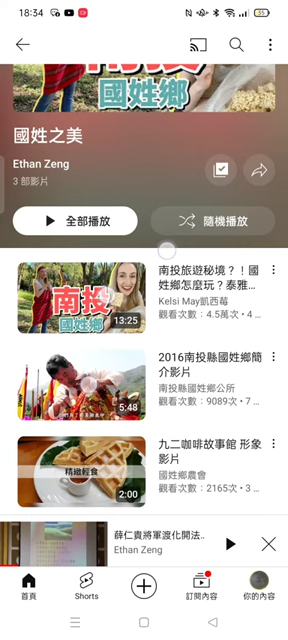 18:34
55
南投
國姓鄉
國姓之美
Ethan Zeng
3 部影片
全部播放
隨機播放
南投
國姓鄉
13:25
南投旅遊秘境？！國
姓鄉怎麼玩？泰雅...
Kelsi May凱西莓
觀看次數：4.5萬次 • 4 ...
5:48
2016南投縣國姓鄉簡
介影片
南投縣國姓鄉公所
觀看次數：9089次 • 7 ...
精緻輕食
2:00
九二咖啡故事館 形象
影片
國姓鄉農會
觀看次數：2165次 • 3 ...
薛仁貴將軍渡化開法..
Ethan Zeng
首頁
Shorts
訂閱內容
你的內容